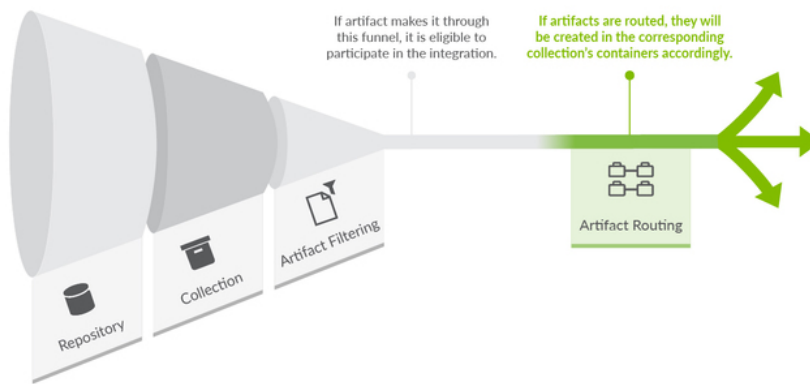 If artifact makes it through
this funnel, it is eligible to
participate in the integration.
If artifacts are routed, they will
be created in the corresponding
collection's containers accordingly.
Repository
Collection
Artifact Filtering
Artifact Routing